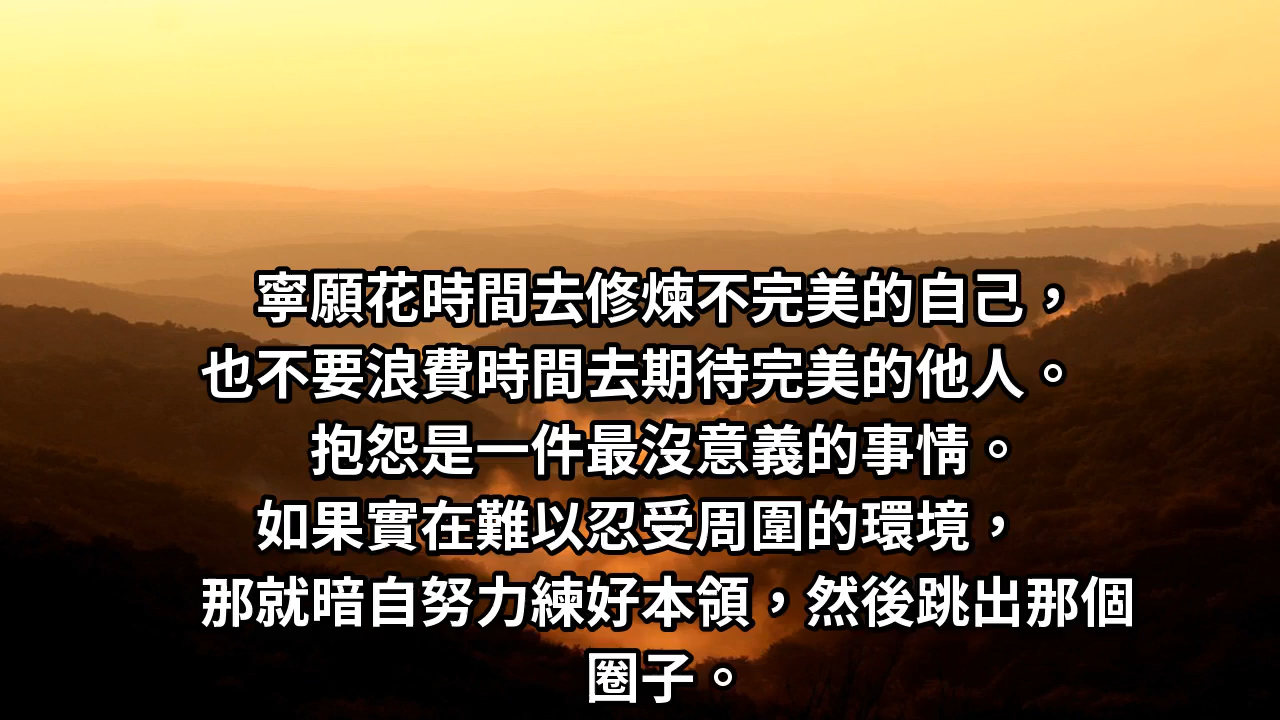 寧願花時間去修煉不完美的自己，
也不要浪費時間去期待完美的他人。
抱怨是一件最沒意義的事情。
如果實在難以忍受周圍的環境，
那就暗自努力練好本領，然後跳出那個
圈子。